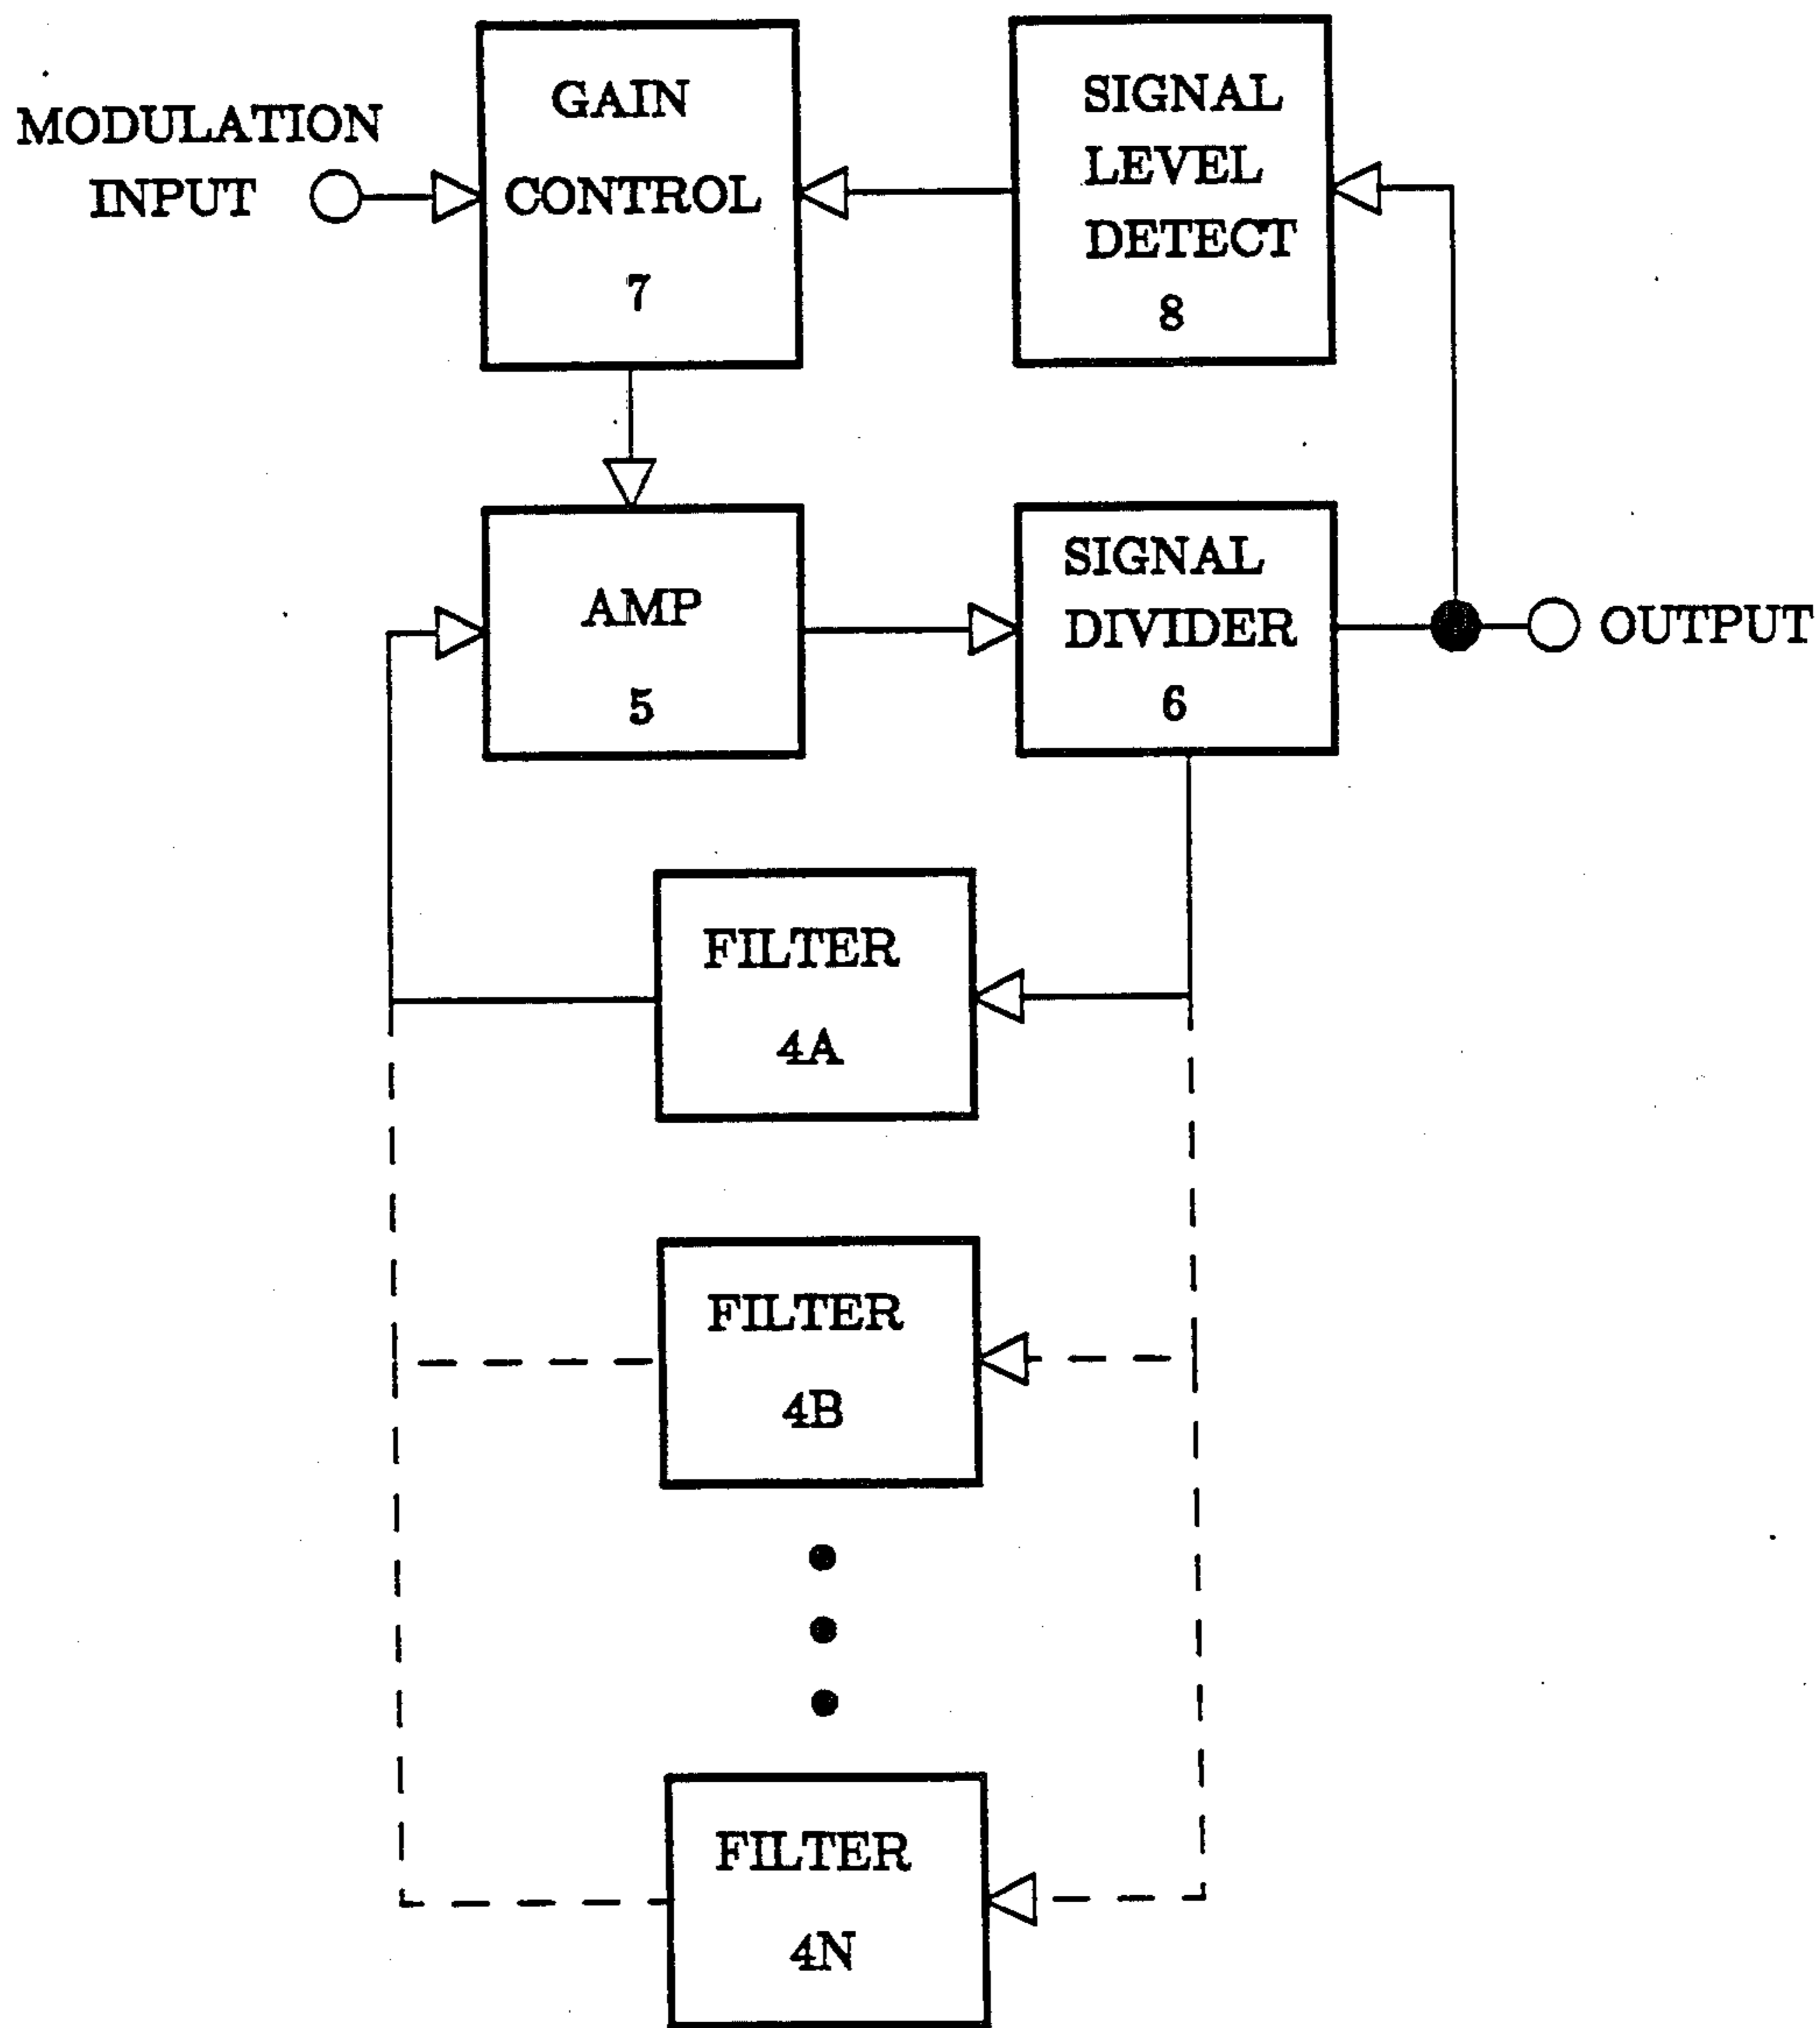 MODULATION
INPUT
GAIN
CONTROL
7
SIGNAL
LEVEL
DETECT
8
AMP
5
SIGNAL
DIVIDER
6
OUTPUT
FILTER
4A
FILTER
4B
FILTER
4N